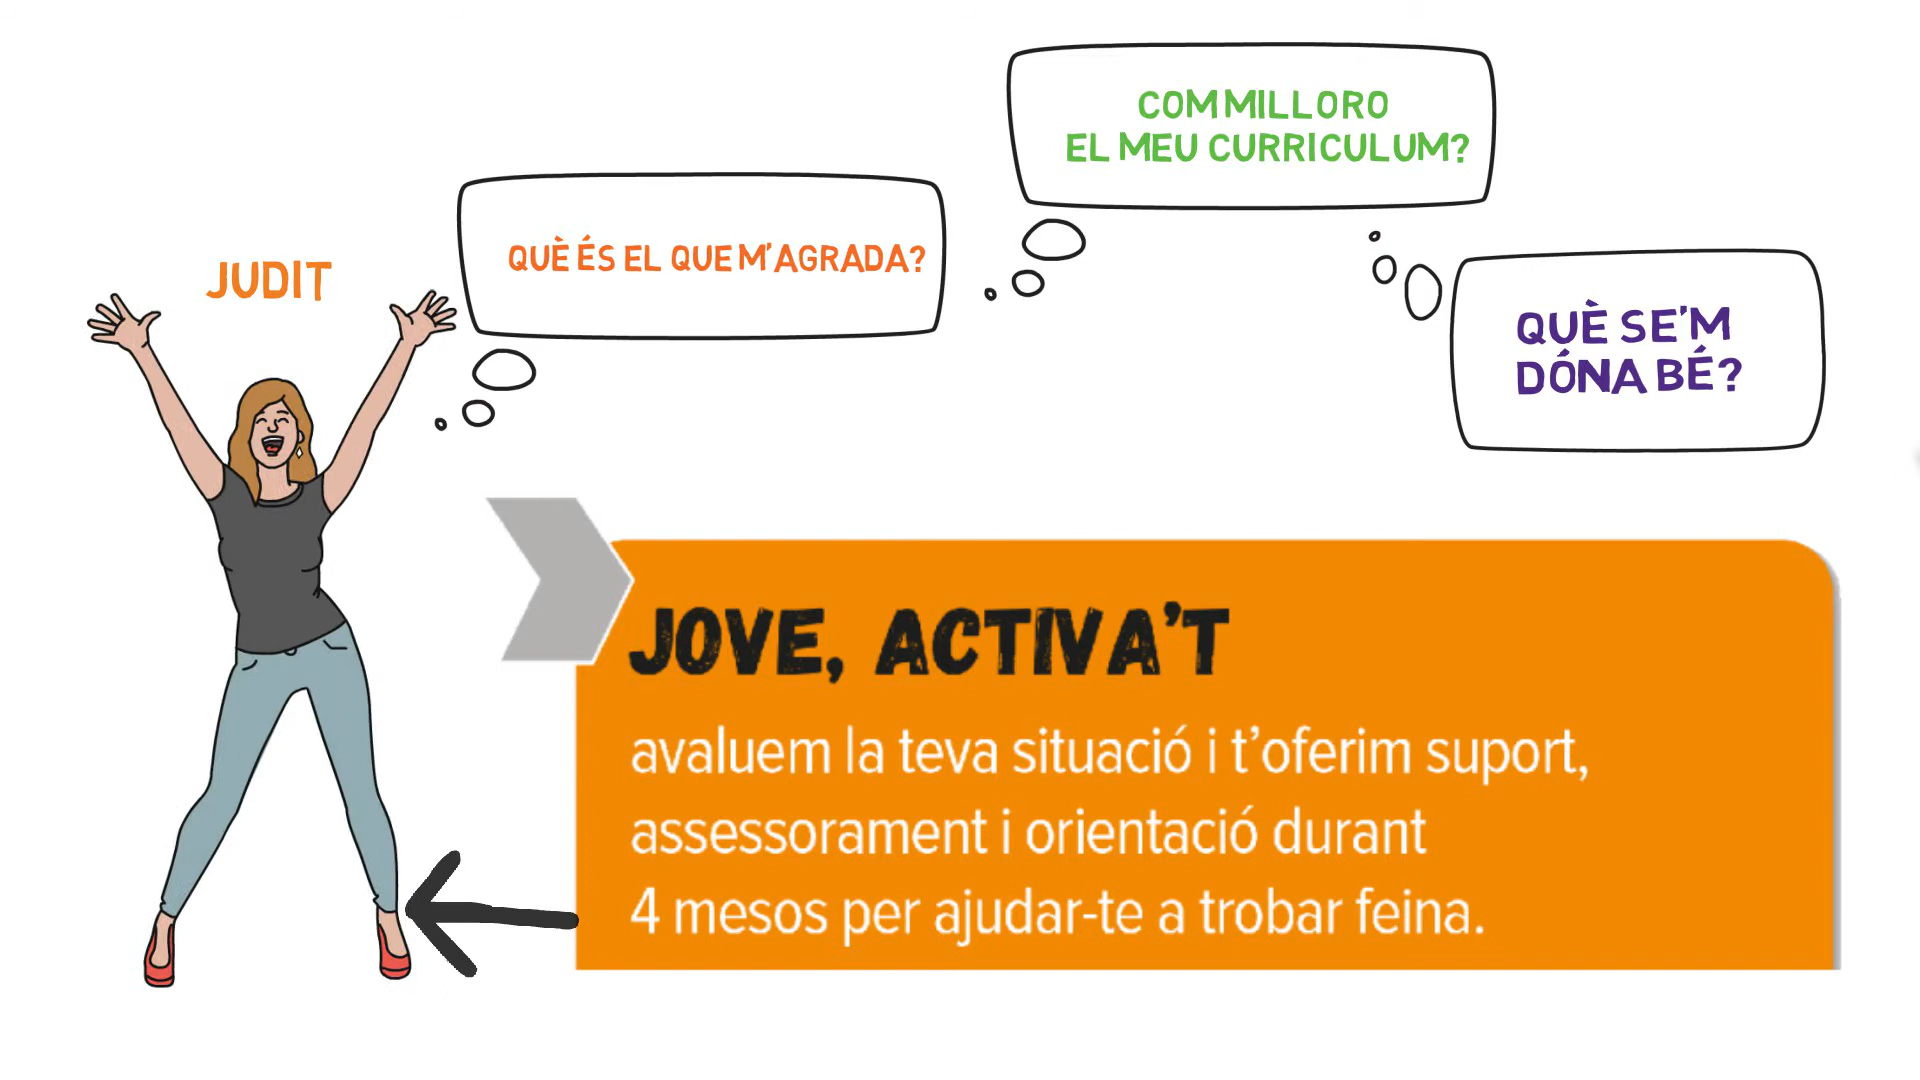 COM MILLORO
EL MEU CURRICULUM?
QUÈ ÉS EL QUE M'AGRADA?
JUDIT
QUÈ SE'M
DÓNA BÉ?
JOVE, ACTIVA'T
avaluem la teva situació i t'oferim suport,
assessorament i orientació durant
4 mesos per ajudar-te a trobar feina.